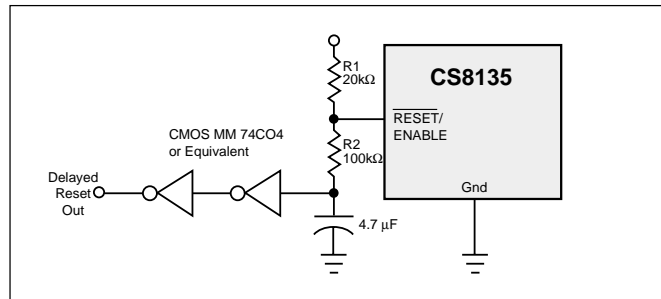 R1
20kΩ
CS8135
RESET/
ENABLE
CMOS MM 74CO4
or Equivalent
R2
100kΩ
Delayed
Reset
Out
Gnd
4.7 µF